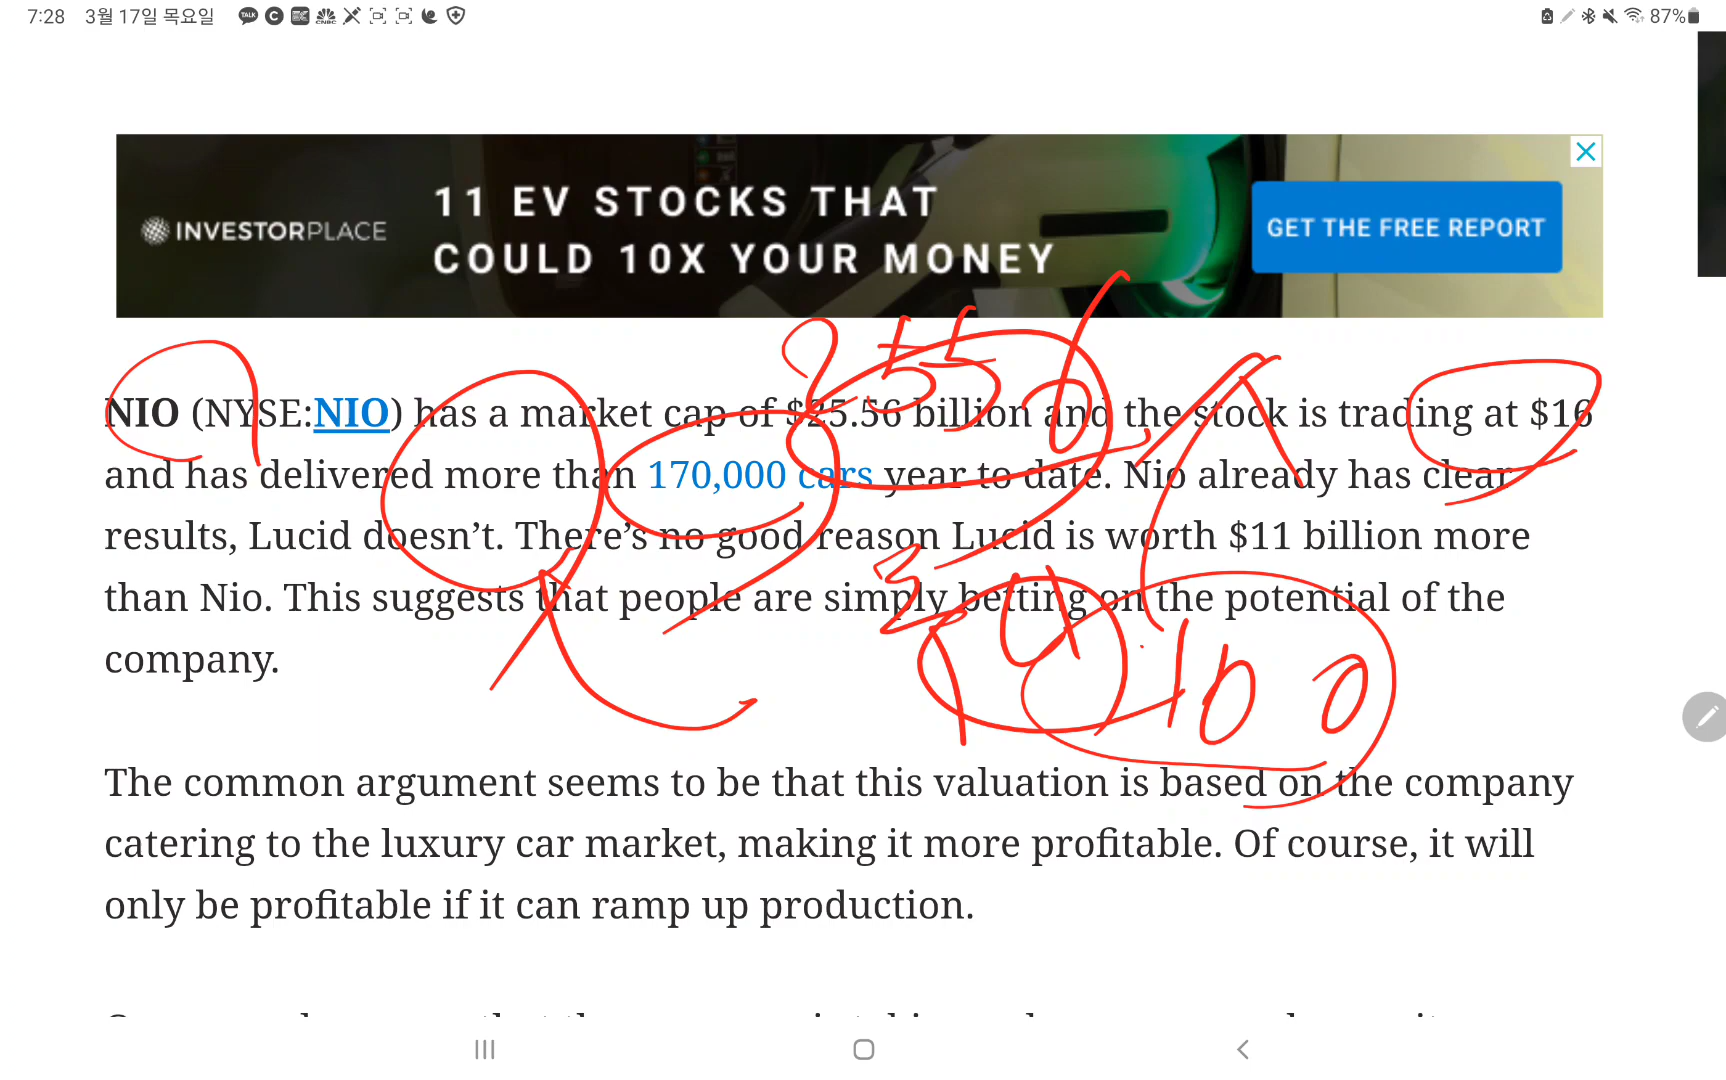 7:28 3월 17일 목요일 87%
INVESTORPLACE
11 EV STOCKS THAT
COULD 10X YOUR MONEY
GET THE FREE REPORT
NIO (NYSE:NIO) has a market cap of $25.56 billion and the stock is trading at $16
and has delivered more than 170,000 cars year to date. Nio already has clear
results, Lucid doesn’t. There’s no good reason Lucid is worth $11 billion more
than Nio. This suggests that people are simply betting on the potential of the
company.
100
The common argument seems to be that this valuation is based on the company
catering to the luxury car market, making it more profitable. Of course, it will
only be profitable if it can ramp up production.